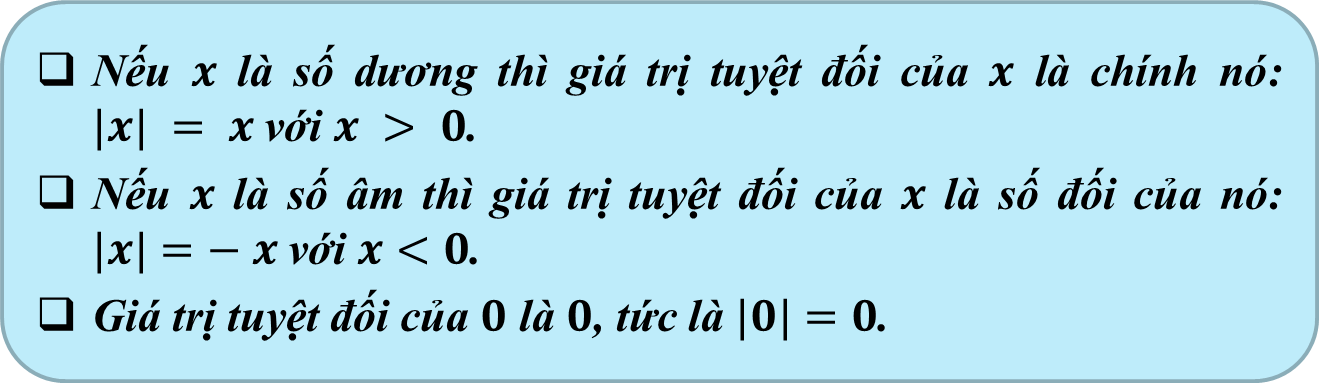 ❑ Nếu x là số dương thì giá trị tuyệt đối của x là chính nó:
|x| = x với x > 0.
❑ Nếu x là số âm thì giá trị tuyệt đối của x là số đối của nó:
|x| = − x với x < 0.
❑ Giá trị tuyệt đối của 0 là 0, tức là |0| = 0.